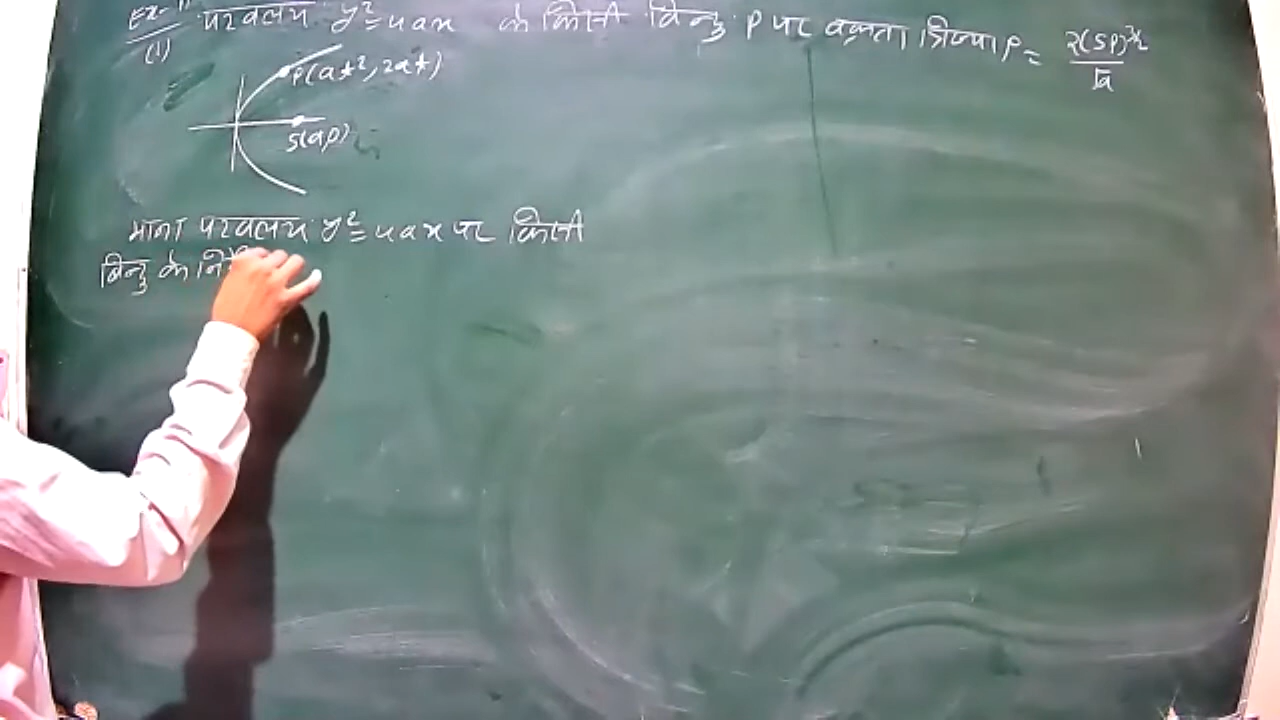 Ex-1
(1) परवलय y²=4ax के किसी बिन्दु P पर वक्रता त्रिज्या ρ = 2(SP)^3/2 / √a
P(at², 2at)
S(a,0)
माना परवलय y²=4ax पर किसी
बिन्दु के